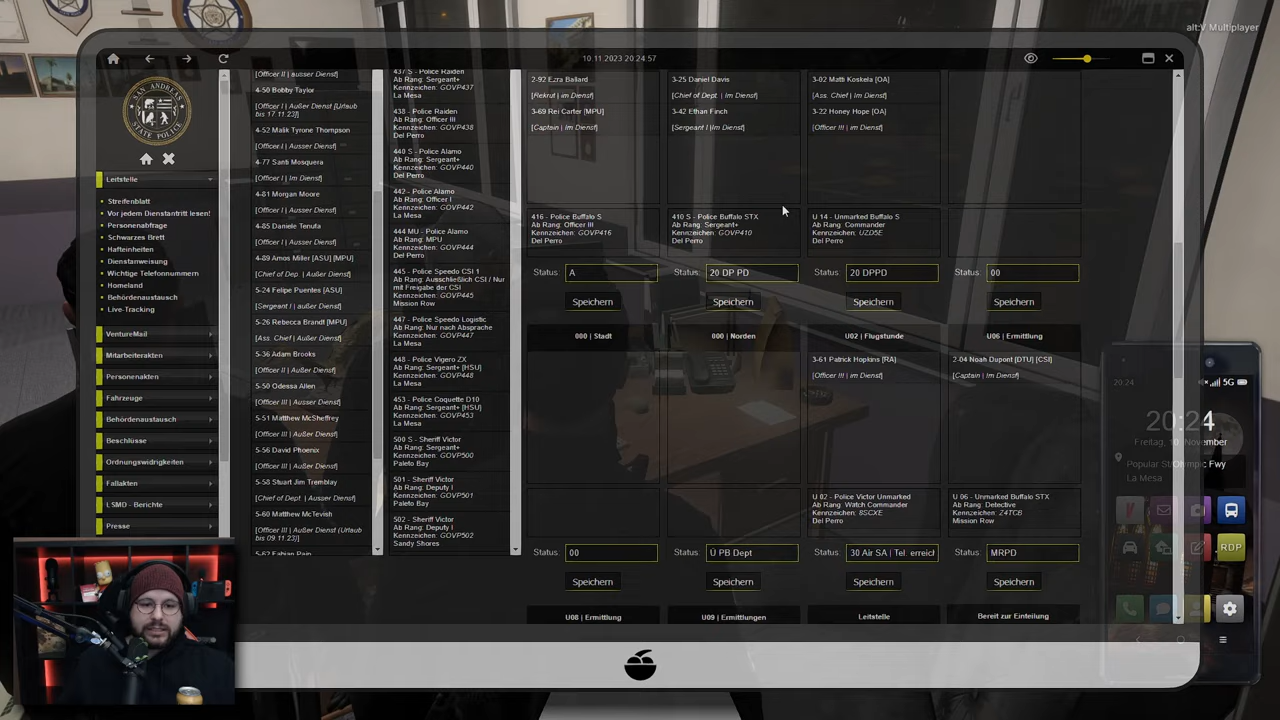 alt:V Multiplayer
10.11.2023 20:24:57
SAN ANDREAS
STATE POLICE
Leitstelle
Streifenblatt
Vor jedem Dienstantritt lesen!
Personenabfrage
Schwarzes Brett
Hafteinheiten
Dienstanweisung
Wichtige Telefonnummern
Homeland
Behördenaustausch
Live-Tracking
VentureMail
Mitarbeiterakten
Personenakten
Fahrzeuge
Behördenaustausch
Beschlüsse
Ordnungswidrigkeiten
Fallakten
LSMD - Berichte
Presse
[Officer II | ausser Dienst]
4-50 Bobby Taylor
[Officer I | Außer Dienst [Urlaub
bis 17.11.23]]
4-52 Malik Tyrone Thompson
[Officer I | Ausser Dienst]
4-77 Santi Mosquera
[Officer I | Im Dienst]
4-81 Morgan Moore
[Officer I | Ausser Dienst]
4-85 Daniele Tenuta
[Officer I | Ausser Dienst]
4-89 Amos Miller [ASU] [MPU]
[Chief of Dep. | Außer Dienst]
5-24 Felipe Puentes [ASU]
[Sergeant I | außer Dienst]
5-26 Rebecca Brandt [MPU]
[Ass. Chief | Außer Dienst]
5-36 Adam Brooks
[Officer II | Außer Dienst]
5-50 Odessa Allen
[Officer III | Ausser Dienst]
5-51 Matthew McSheffrey
[Officer III | Außer Dienst]
5-56 David Phoenix
[Officer III | Außer Dienst]
5-58 Stuart Jim Tremblay
[Chief of Dept | Ausser Dienst]
5-60 Matthew McTevish
[Officer III | Außer Dienst (Urlaub
bis 09.11.23)]
5-62 Fabian Pain
437 S - Police Raiden
Ab Rang: Sergeant+
Kennzeichen: GOVP437
La Mesa
438 - Police Raiden
Ab Rang: Officer III
Kennzeichen: GOVP438
Del Perro
440 S - Police Alamo
Ab Rang: Sergeant+
Kennzeichen: GOVP440
Del Perro
442 - Police Alamo
Ab Rang: Officer I
Kennzeichen: GOVP442
La Mesa
444 MU - Police Alamo
Ab Rang: MPU
Kennzeichen: GOVP444
Del Perro
445 - Police Speedo CSI 1
Ab Rang: Ausschließlich CSI / Nur
mit Freigabe der CSI
Kennzeichen: GOVP445
Mission Row
447 - Police Speedo Logistic
Ab Rang: Nur nach Absprache
Kennzeichen: GOVP447
La Mesa
448 - Police Vigero ZX
Ab Rang: Sergeant+ [HSU]
Kennzeichen: GOVP448
La Mesa
453 - Police Coquette D10
Ab Rang: Sergeant+ [HSU]
Kennzeichen: GOVP453
La Mesa
500 S - Sheriff Victor
Ab Rang: Sergeant+
Kennzeichen: GOVP500
Paleto Bay
501 - Sheriff Victor
Ab Rang: Deputy I
Kennzeichen: GOVP501
Paleto Bay
502 - Sheriff Victor
Ab Rang: Deputy I
Kennzeichen: GOVP502
Sandy Shores
2-92 Ezra Ballard
[Rekrut | im Dienst]
3-69 Rei Carter [MPU]
[Captain | Im Dienst]
3-25 Daniel Davis
[Chief of Dept. | Im Dienst]
3-42 Ethan Finch
[Sergeant I |Im Dienst]
3-02 Matti Koskela [OA]
[Ass. Chief | Im Dienst]
3-22 Honey Hope [OA]
[Officer III | im Dienst]
416 - Police Buffalo S
Ab Rang: Officer III
Kennzeichen: GOVP416
Del Perro
410 S - Police Buffalo STX
Ab Rang: Sergeant+
Kennzeichen: GOVP410
Del Perro
U 14 - Unmarked Buffalo S
Ab Rang: Commander
Kennzeichen: UZD5E
Del Perro
Status: A
Status: 20 DP PD
Status: 20 DPPD
Status: 00
Speichern
Speichern
Speichern
Speichern
000 | Stadt
000 | Norden
U02 | Flugstunde
U06 | Ermittlung
3-61 Patrick Hopkins [RA]
[Officer III | im Dienst]
2-04 Noah Dupont [DTU] [CSI]
[Captain | Im Dienst]
U 02 - Police Victor Unmarked
Ab Rang: Watch Commander
Kennzeichen: 8SCXE
Del Perro
U 06 - Unmarked Buffalo STX
Ab Rang: Detective
Kennzeichen: Z4TCB
Mission Row
Status: 00
Status: Ü PB Dept
Status: 30 Air SA | Tel. erreich
Status: MRPD
Speichern
Speichern
Speichern
Speichern
U08 | Ermittlung
U09 | Ermittlungen
Leitstelle
Bereit zur Einteilung
20:24
5G
20:24
Freitag, 10. November
Popular St/Olympic Fwy
La Mesa
RDP